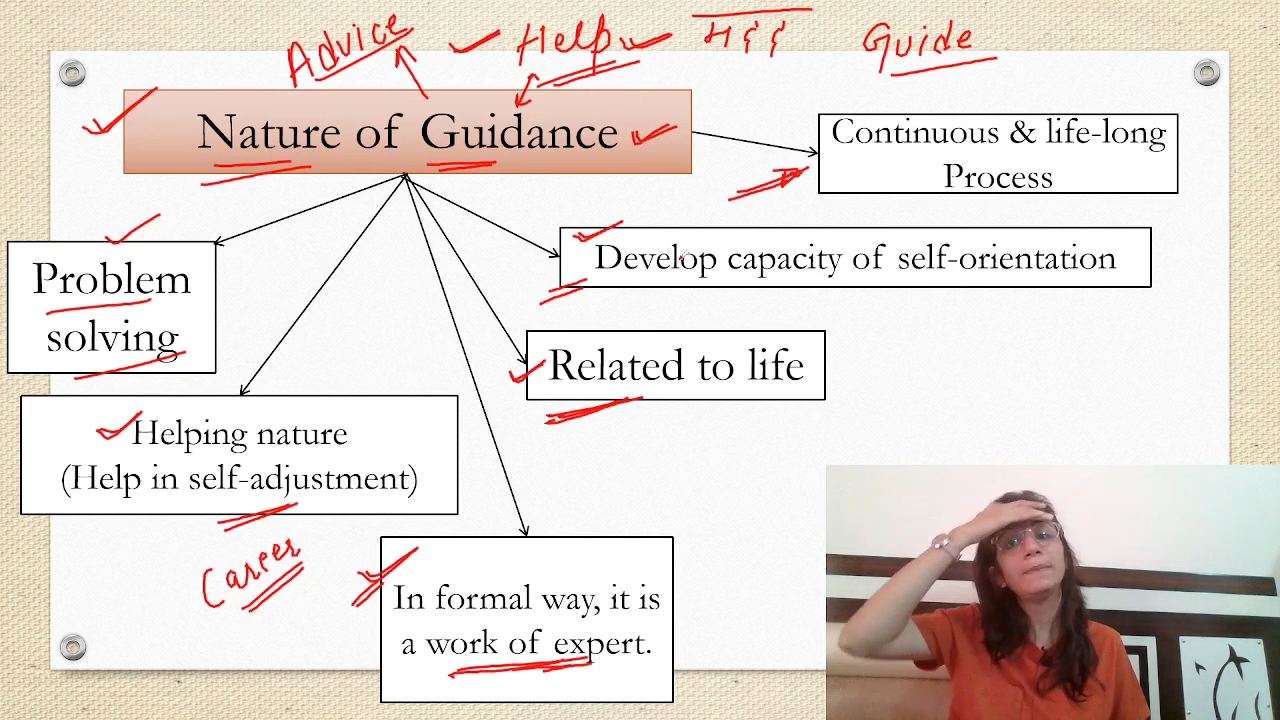 Advice
Help
Guide
Nature of Guidance
Continuous & life-long
Process
Develop capacity of self-orientation
Problem
solving
Related to life
Helping nature
(Help in self-adjustment)
Career
In formal way, it is
a work of expert.